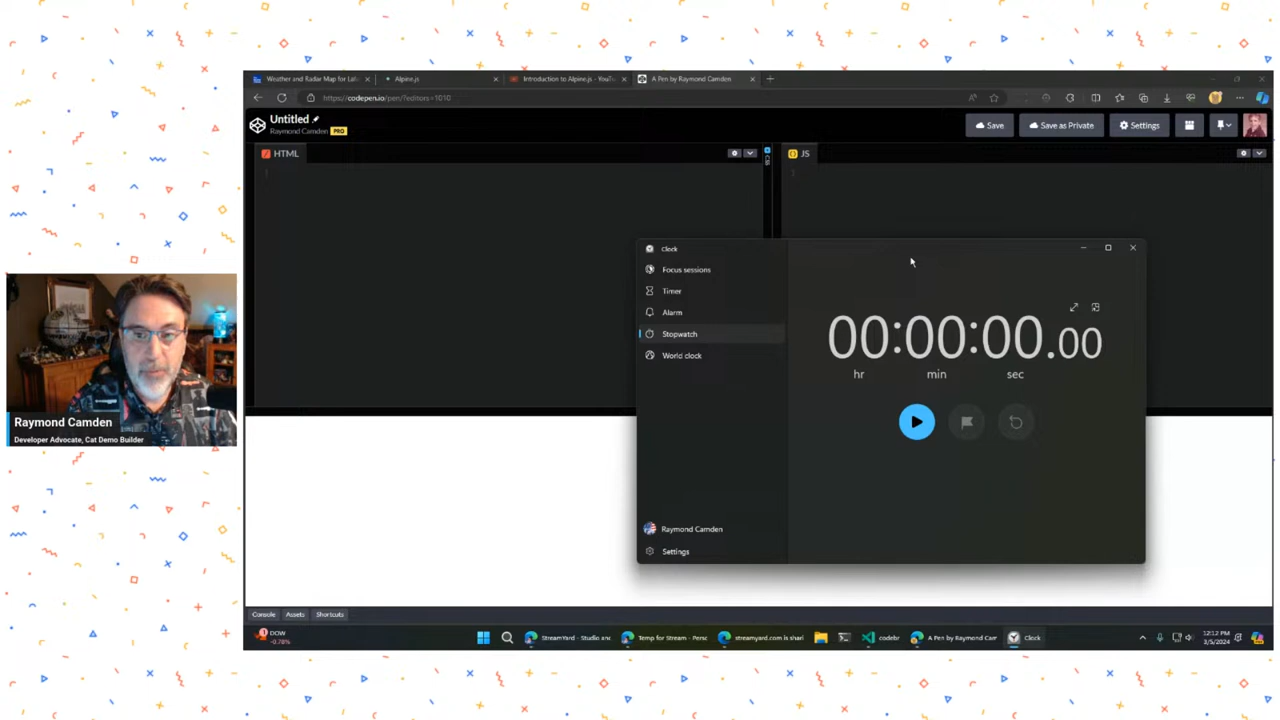 Weather and Radar Map for Lafa
Alpine.js
Introduction to Alpine.js - YouTu
A Pen by Raymond Camden
https://codepen.io/pen/?editors=1010
Untitled
Raymond Camden PRO
Save
Save as Private
Settings
HTML
CSS
JS
Clock
Focus sessions
Timer
Alarm
Stopwatch
World clock
00:00:00.00
hr min sec
Raymond Camden
Settings
Raymond Camden
Developer Advocate, Cat Demo Builder
Console Assets Shortcuts
DOW
-0.78%
StreamYard - Studio and
Temp for Stream - Perso
streamyard.com is shari
codebr
A Pen by Raymond Cam
Clock
12:12 PM
3/5/2024